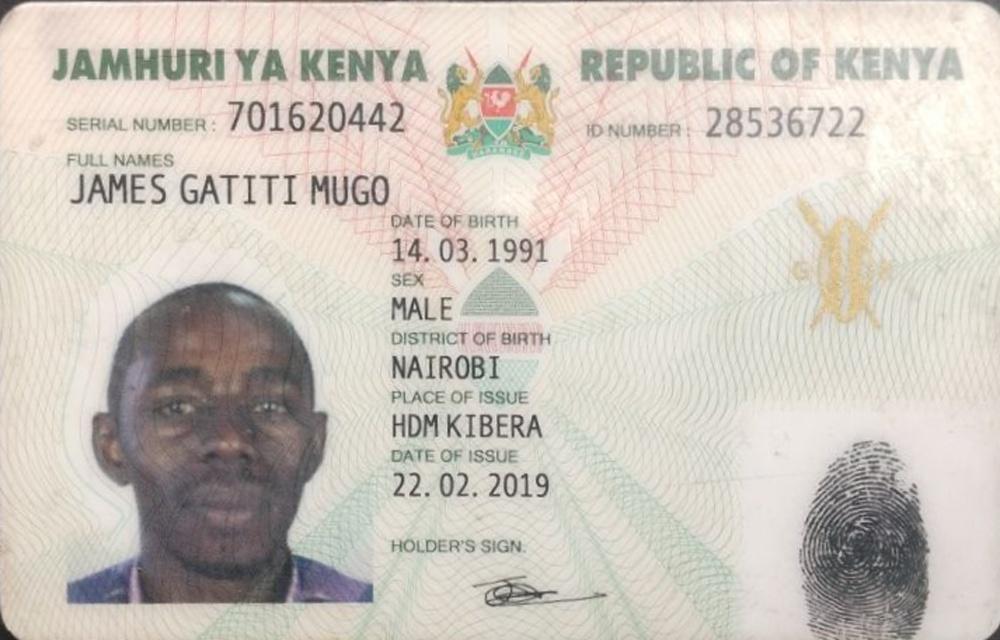 JAMHURI YA KENYA REPUBLIC OF KENYA
SERIAL NUMBER : 701620442 ID NUMBER : 28536722
FULL NAMES
JAMES GATITI MUGO
DATE OF BIRTH
14. 03. 1991
SEX
MALE
DISTRICT OF BIRTH
NAIROBI
PLACE OF ISSUE
HDM KIBERA
DATE OF ISSUE
22. 02. 2019
HOLDER'S SIGN.